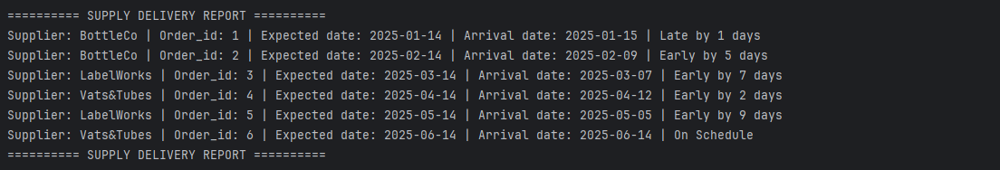 ========== SUPPLY DELIVERY REPORT ==========
Supplier: BottleCo | Order_id: 1 | Expected date: 2025-01-14 | Arrival date: 2025-01-15 | Late by 1 days
Supplier: BottleCo | Order_id: 2 | Expected date: 2025-02-14 | Arrival date: 2025-02-09 | Early by 5 days
Supplier: LabelWorks | Order_id: 3 | Expected date: 2025-03-14 | Arrival date: 2025-03-07 | Early by 7 days
Supplier: Vats&Tubes | Order_id: 4 | Expected date: 2025-04-14 | Arrival date: 2025-04-12 | Early by 2 days
Supplier: LabelWorks | Order_id: 5 | Expected date: 2025-05-14 | Arrival date: 2025-05-05 | Early by 9 days
Supplier: Vats&Tubes | Order_id: 6 | Expected date: 2025-06-14 | Arrival date: 2025-06-14 | On Schedule
========== SUPPLY DELIVERY REPORT ==========